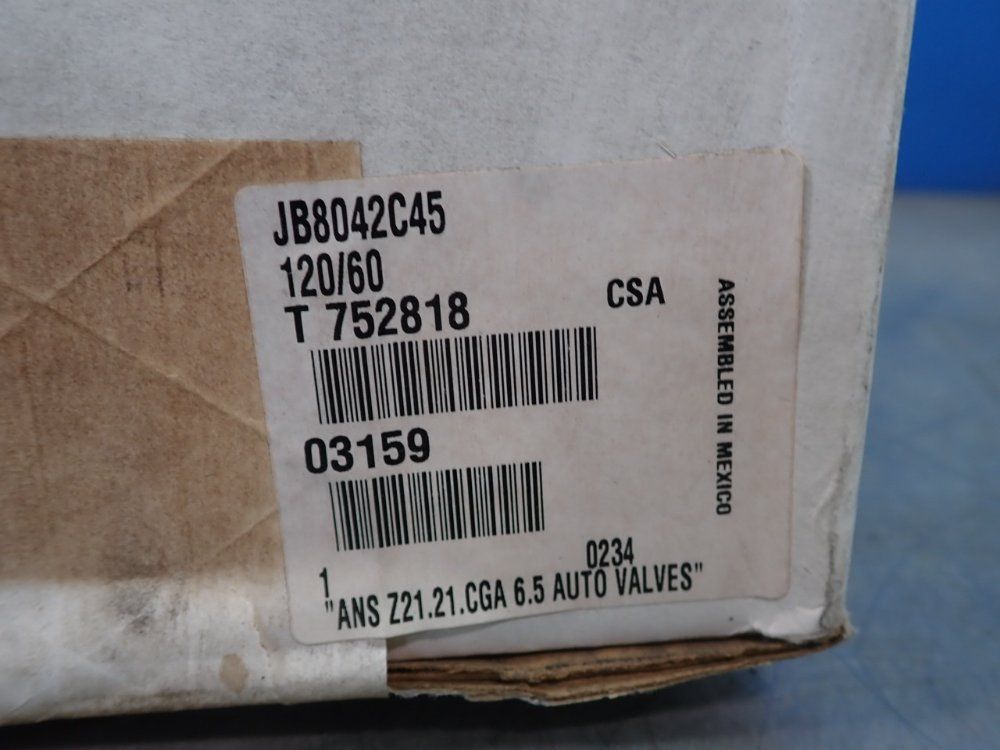 JB8042C45
120/60
T 752818
CSA
ASSEMBLED IN MEXICO
03159
0234
1
"ANS Z21.21.CGA 6.5 AUTO VALVES"